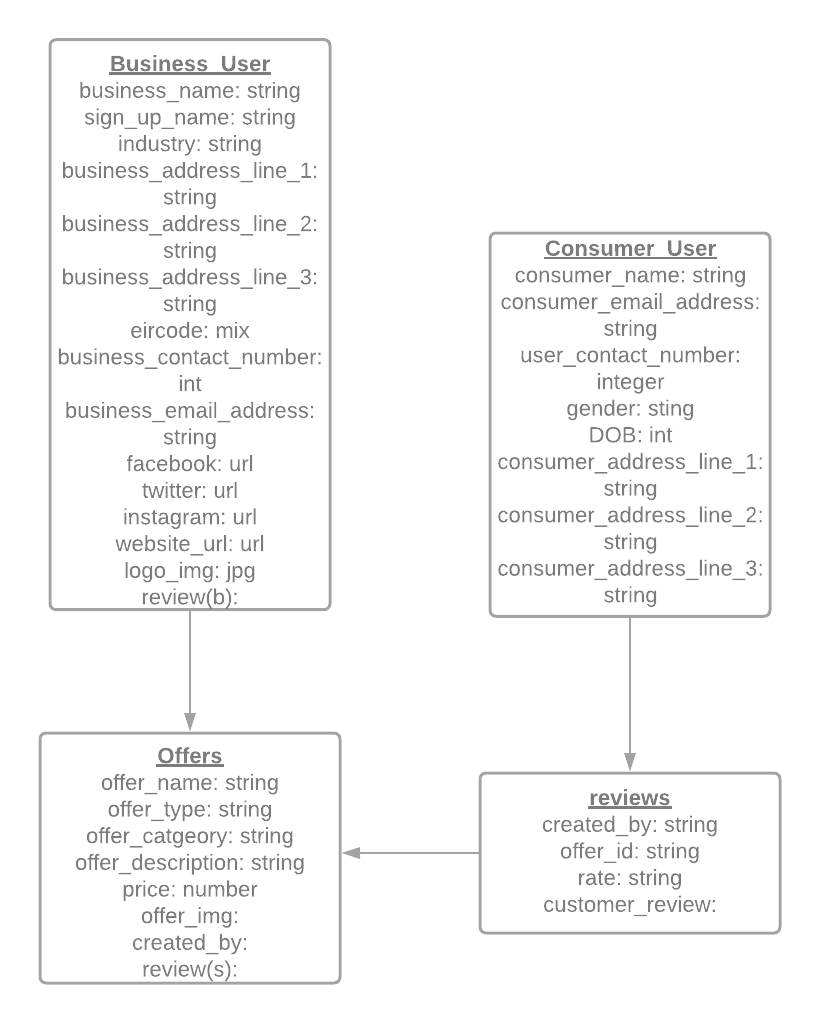 Business_User
business_name: string
sign_up_name: string
industry: string
business_address_line_1:
string
business_address_line_2:
string
business_address_line_3:
string
eircode: mix
business_contact_number:
int
business_email_address:
string
facebook: url
twitter: url
instagram: url
website_url: url
logo_img: jpg
review(b):
Consumer_User
consumer_name: string
consumer_email_address:
string
user_contact_number:
integer
gender: sting
DOB: int
consumer_address_line_1:
string
consumer_address_line_2:
string
consumer_address_line_3:
string
Offers
offer_name: string
offer_type: string
offer_catgeory: string
offer_description: string
price: number
offer_img:
created_by:
review(s):
reviews
created_by: string
offer_id: string
rate: string
customer_review: